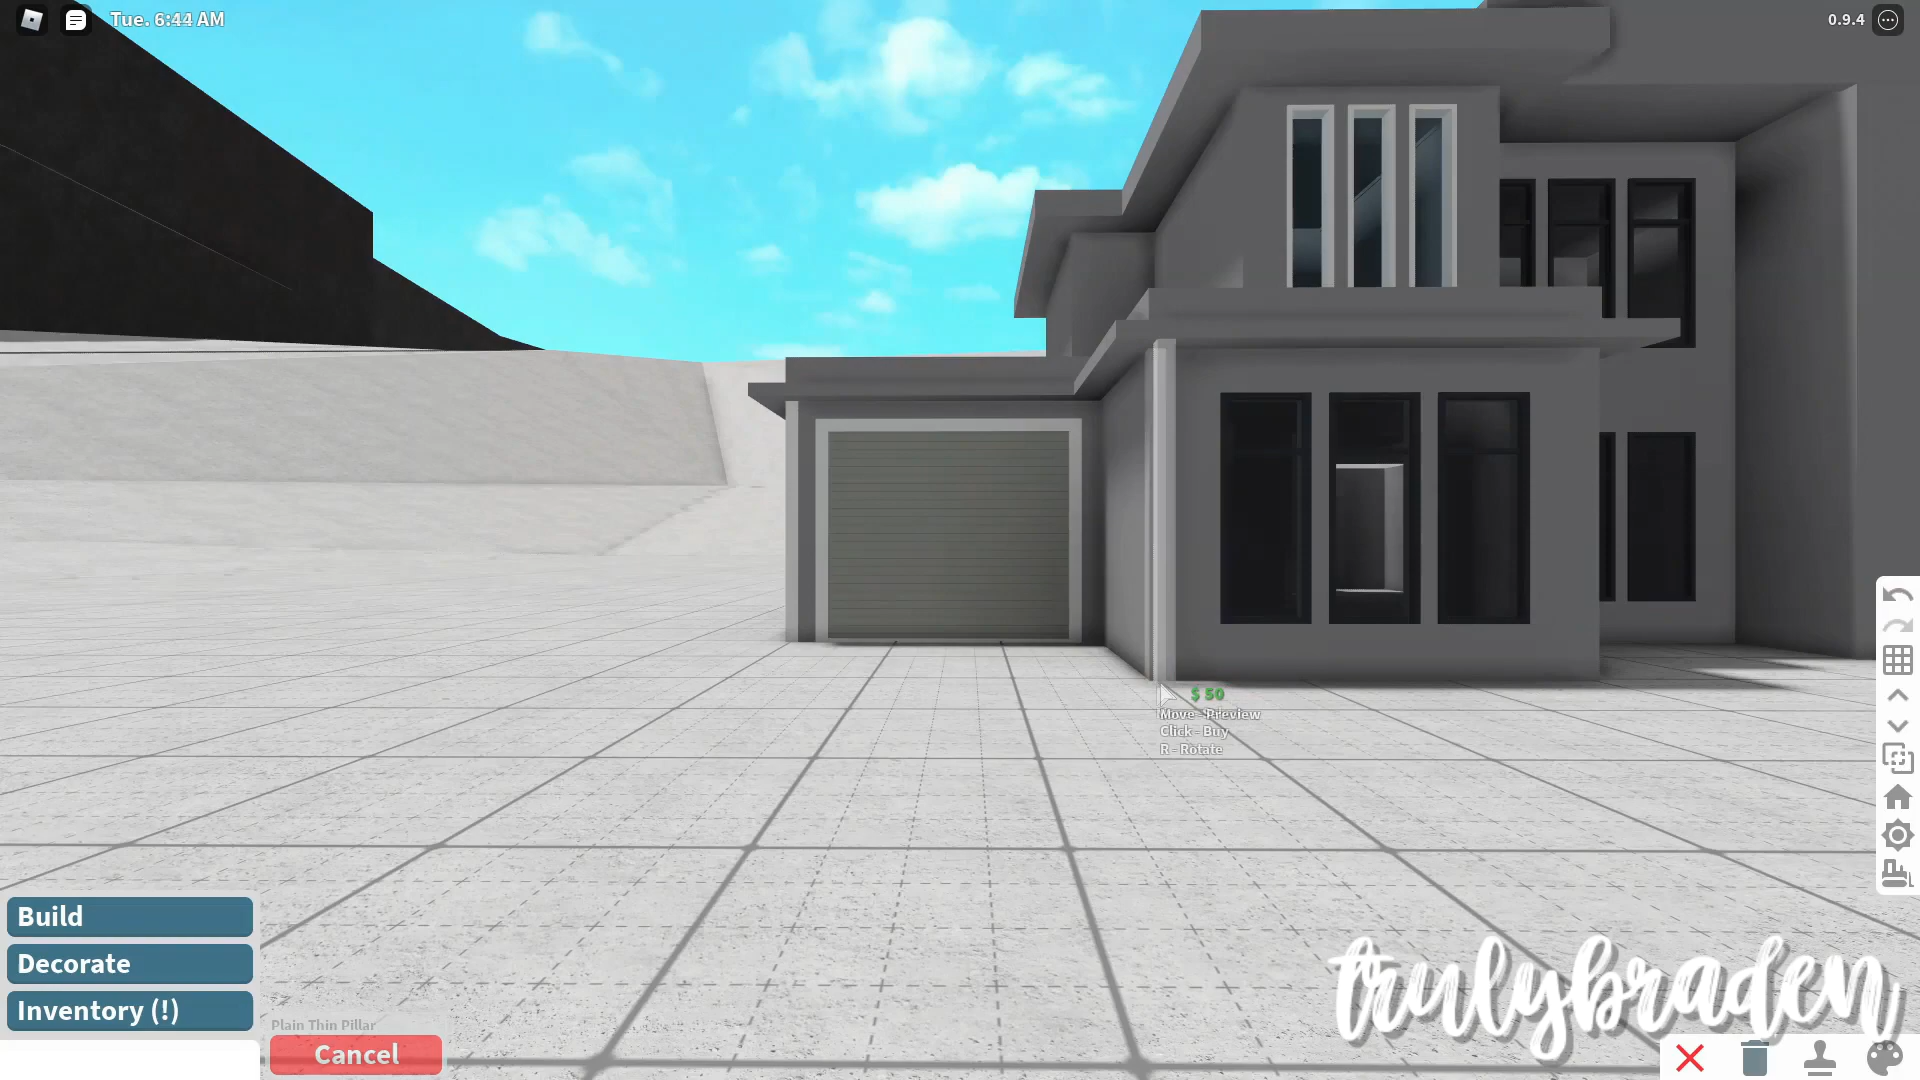 Tue. 6:44 AM
0.9.4
$ 50
Move - Preview
Click - Buy
R - Rotate
Build
Decorate
Inventory (!)
Plain Thin Pillar
Cancel
trulybraden